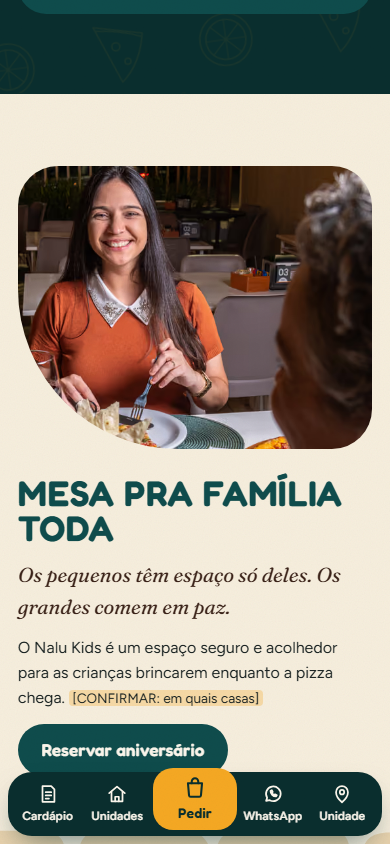 MESA PRA FAMÍLIA
TODA
Os pequenos têm espaço só deles. Os
grandes comem em paz.
O Nalu Kids é um espaço seguro e acolhedor
para as crianças brincarem enquanto a pizza
chega. [CONFIRMAR: em quais casas]
Reservar aniversário
Cardápio Unidades Pedir WhatsApp Unidade